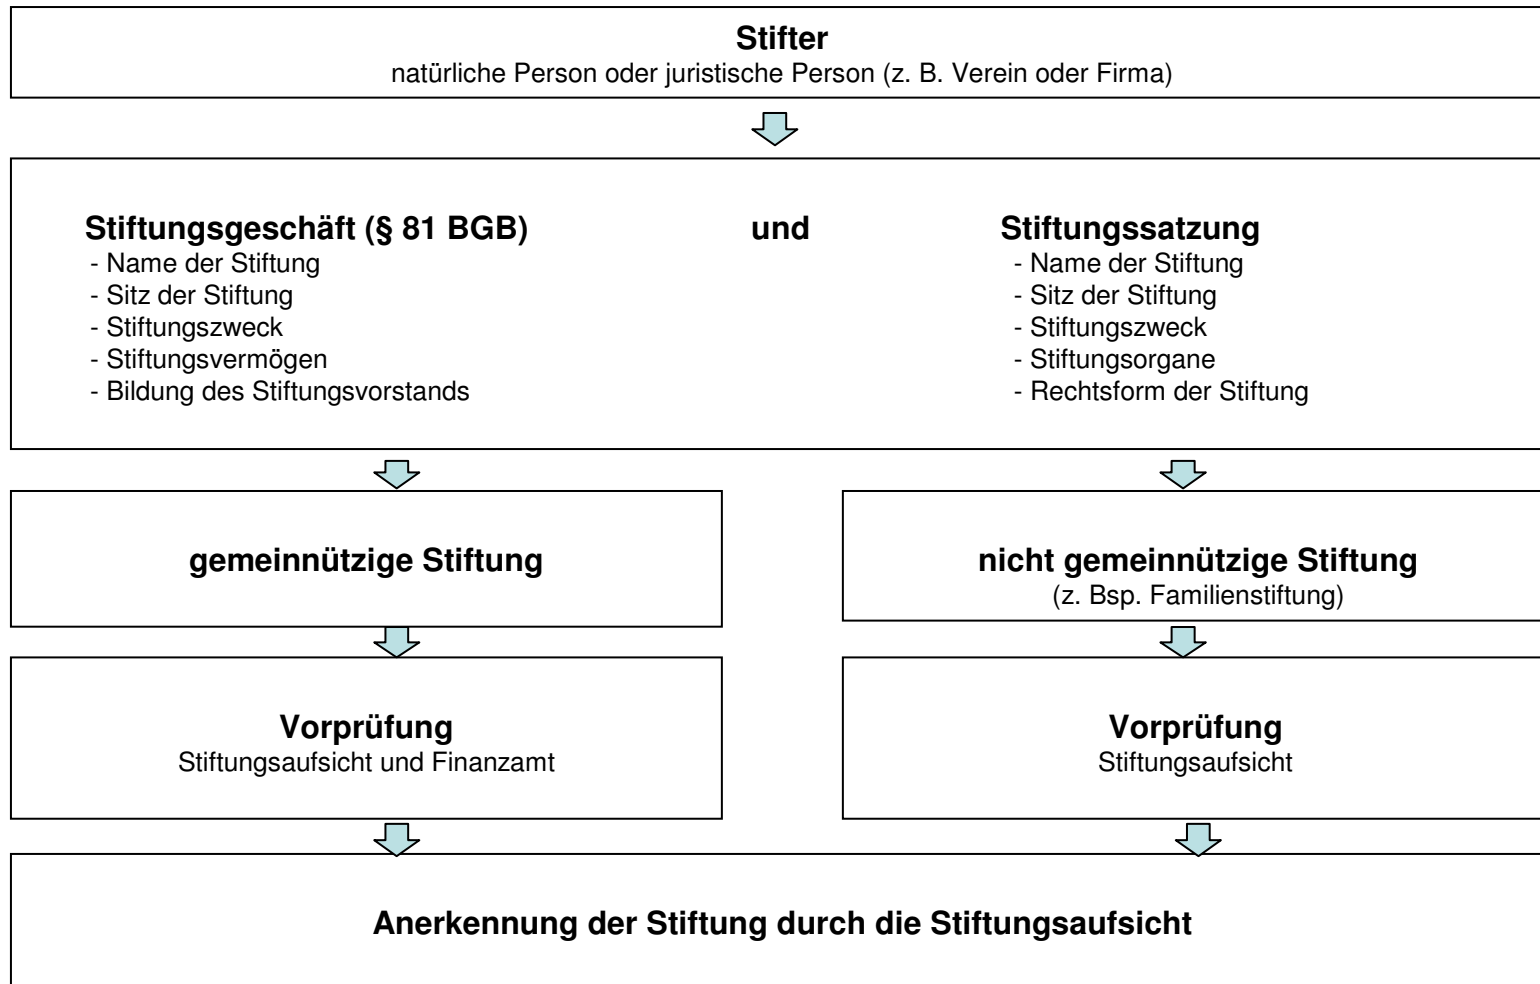 Stifter
natürliche Person oder juristische Person (z. B. Verein oder Firma)
Stiftungsgeschäft (§ 81 BGB)
- Name der Stiftung
- Sitz der Stiftung
- Stiftungszweck
- Stiftungsvermögen
- Bildung des Stiftungsvorstands
und
Stiftungssatzung
- Name der Stiftung
- Sitz der Stiftung
- Stiftungszweck
- Stiftungsorgane
- Rechtsform der Stiftung
gemeinnützige Stiftung
nicht gemeinnützige Stiftung
(z. Bsp. Familienstiftung)
Vorprüfung
Stiftungsaufsicht und Finanzamt
Vorprüfung
Stiftungsaufsicht
Anerkennung der Stiftung durch die Stiftungsaufsicht